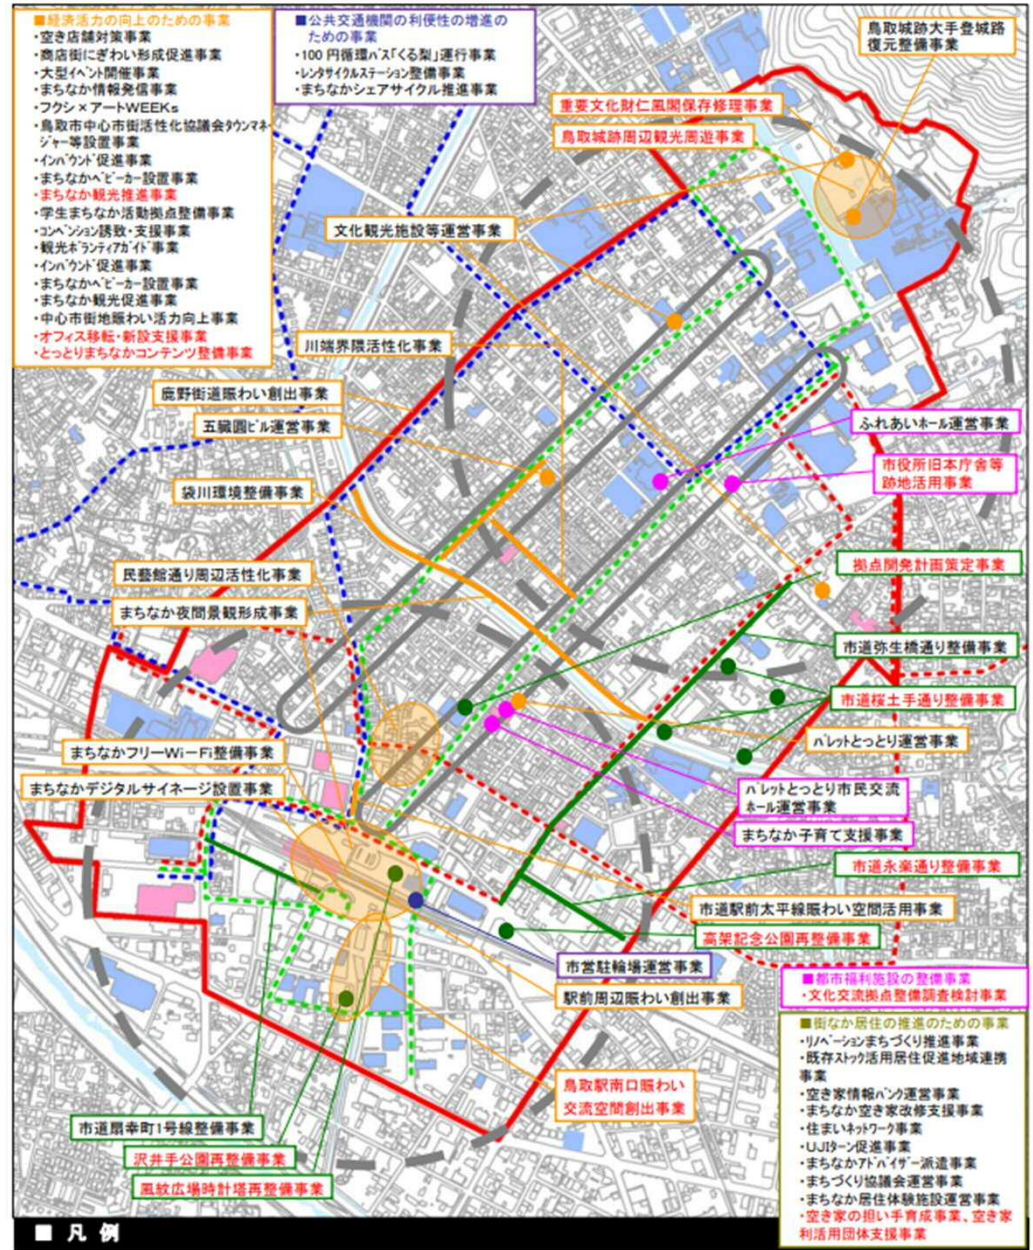 ■経済活力の向上のための事業
・空き店舗対策事業
・商店街にぎわい形成促進事業
・大型イベント開催事業
・まちなか情報発信事業
・フクシ×アートWEEKs
・鳥取市中心市街活性化協議会タウンマネ
ジャー等設置事業
・インバウンド促進事業
・まちなかベビーカー設置事業
・まちなか観光推進事業
・学生まちなか活動拠点整備事業
・コンベンション誘致・支援事業
・観光ボランティアガイド事業
・インバウンド促進事業
・まちなかベビーカー設置事業
・まちなか観光促進事業
・中心市街地賑わい活力向上事業
・オフィス移転・新設支援事業
・とっとりまちなかコンテンツ整備事業
■公共交通機関の利便性の増進の
ための事業
・100円循環バス「くる梨」運行事業
・レンタサイクルステーション整備事業
・まちなかシェアサイクル推進事業
鳥取城跡大手登城路
復元整備事業
重要文化財仁風閣保存修理事業
鳥取城跡周辺観光周遊事業
文化観光施設等運営事業
川端界隈活性化事業
鹿野街道賑わい創出事業
五臓圓ビル運営事業
ふれあいホール運営事業
市役所旧本庁舎等
跡地活用事業
袋川環境整備事業
拠点開発計画策定事業
民藝館通り周辺活性化事業
まちなか夜間景観形成事業
市道弥生橋通り整備事業
市道桜土手通り整備事業
パレットとっとり運営事業
まちなかフリーWi-Fi整備事業
まちなかデジタルサイネージ設置事業
パレットとっとり市民交流
ホール運営事業
まちなか子育て支援事業
市道永楽通り整備事業
市道駅前太平線賑わい空間活用事業
高架記念公園再整備事業
市営駐輪場運営事業
駅前周辺賑わい創出事業
■都市福利施設の整備事業
・文化交流拠点整備調査検討事業
■街なか居住の推進のための事業
・リノベーションまちづくり推進事業
・既存ストック活用居住促進地域連携
事業
・空き家情報バンク運営事業
・まちなか空き家改修支援事業
・住まいネットワーク事業
・UJIターン促進事業
・まちなかアドバイザー派遣事業
・まちづくり協議会運営事業
・まちなか居住体験施設運営事業
・空き家の担い手育成事業、空き家
利活用団体支援事業
鳥取駅南口賑わい
交流空間創出事業
市道扇幸町1号線整備事業
沢井手公園再整備事業
風紋広場時計塔再整備事業
■ 凡 例